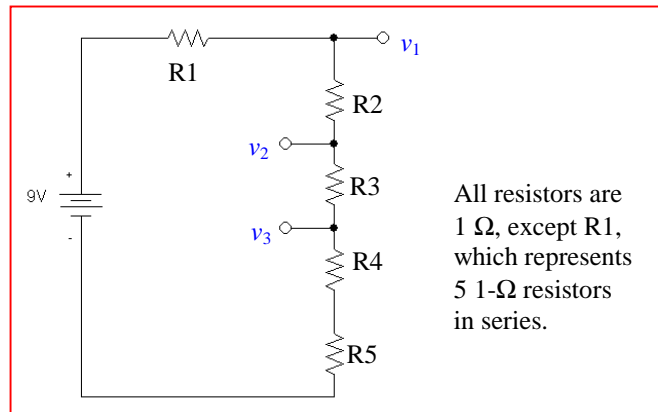 v1
R1
R2
v2
R3
+
9V
-
v3
R4
R5
All resistors are
1 Ω, except R1,
which represents
5 1-Ω resistors
in series.